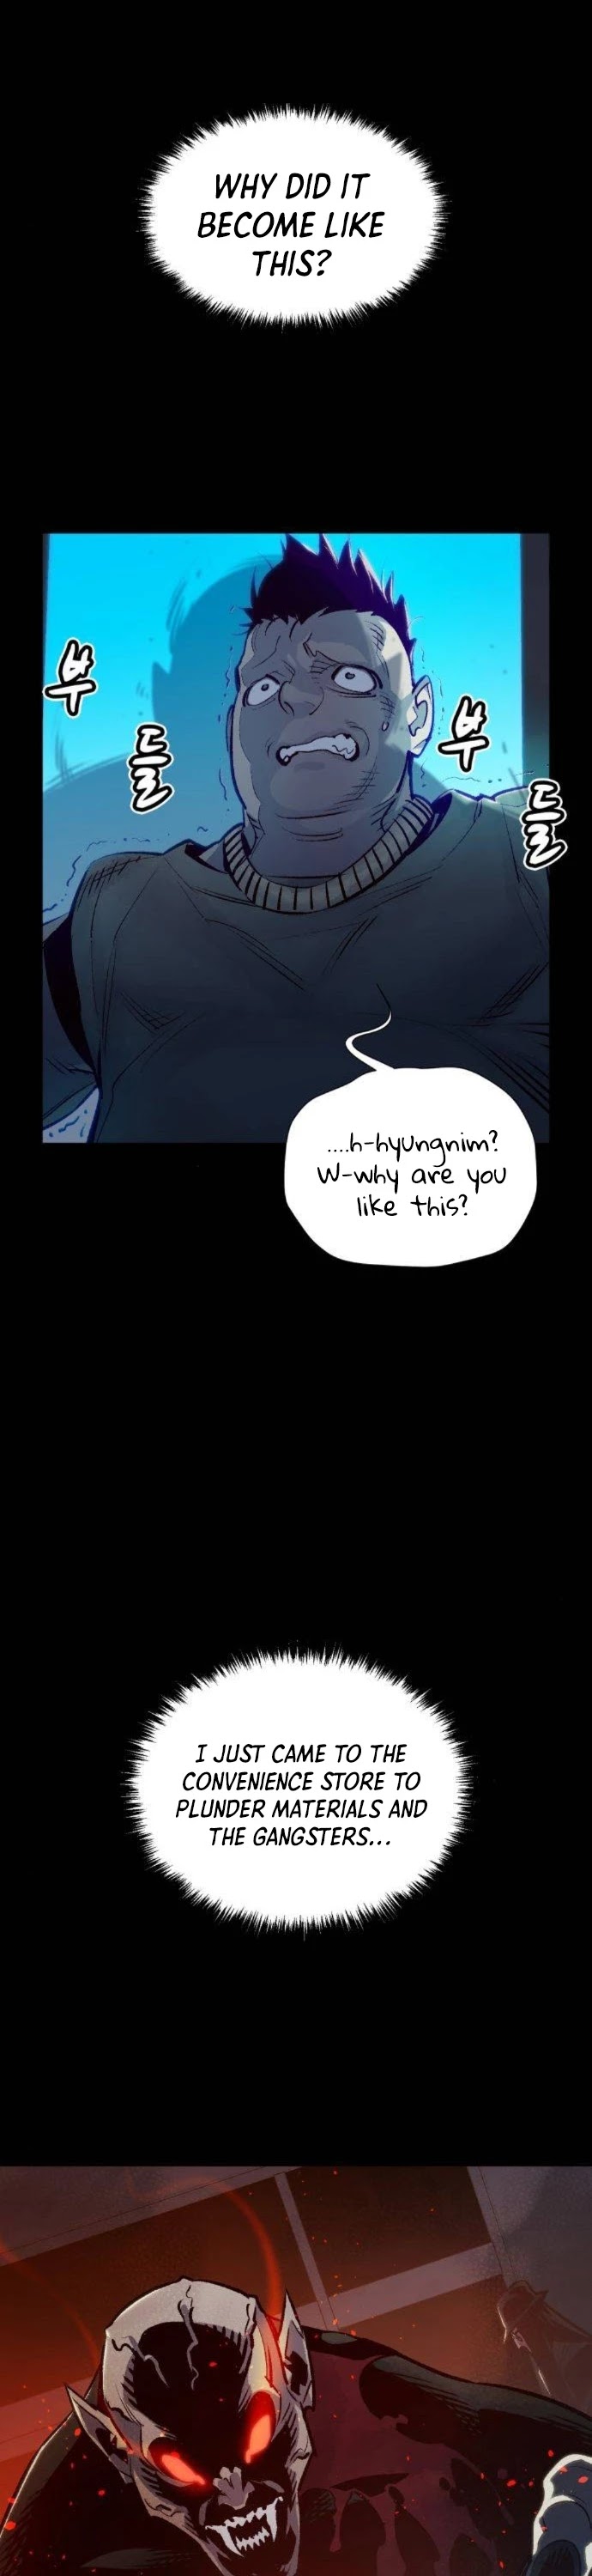 WHY DID IT
BECOME LIKE
THIS?
부
들
부
들
....h-hyungnim?
W-why are you
like this?
I JUST CAME TO THE
CONVENIENCE STORE TO
PLUNDER MATERIALS AND
THE GANGSTERS...